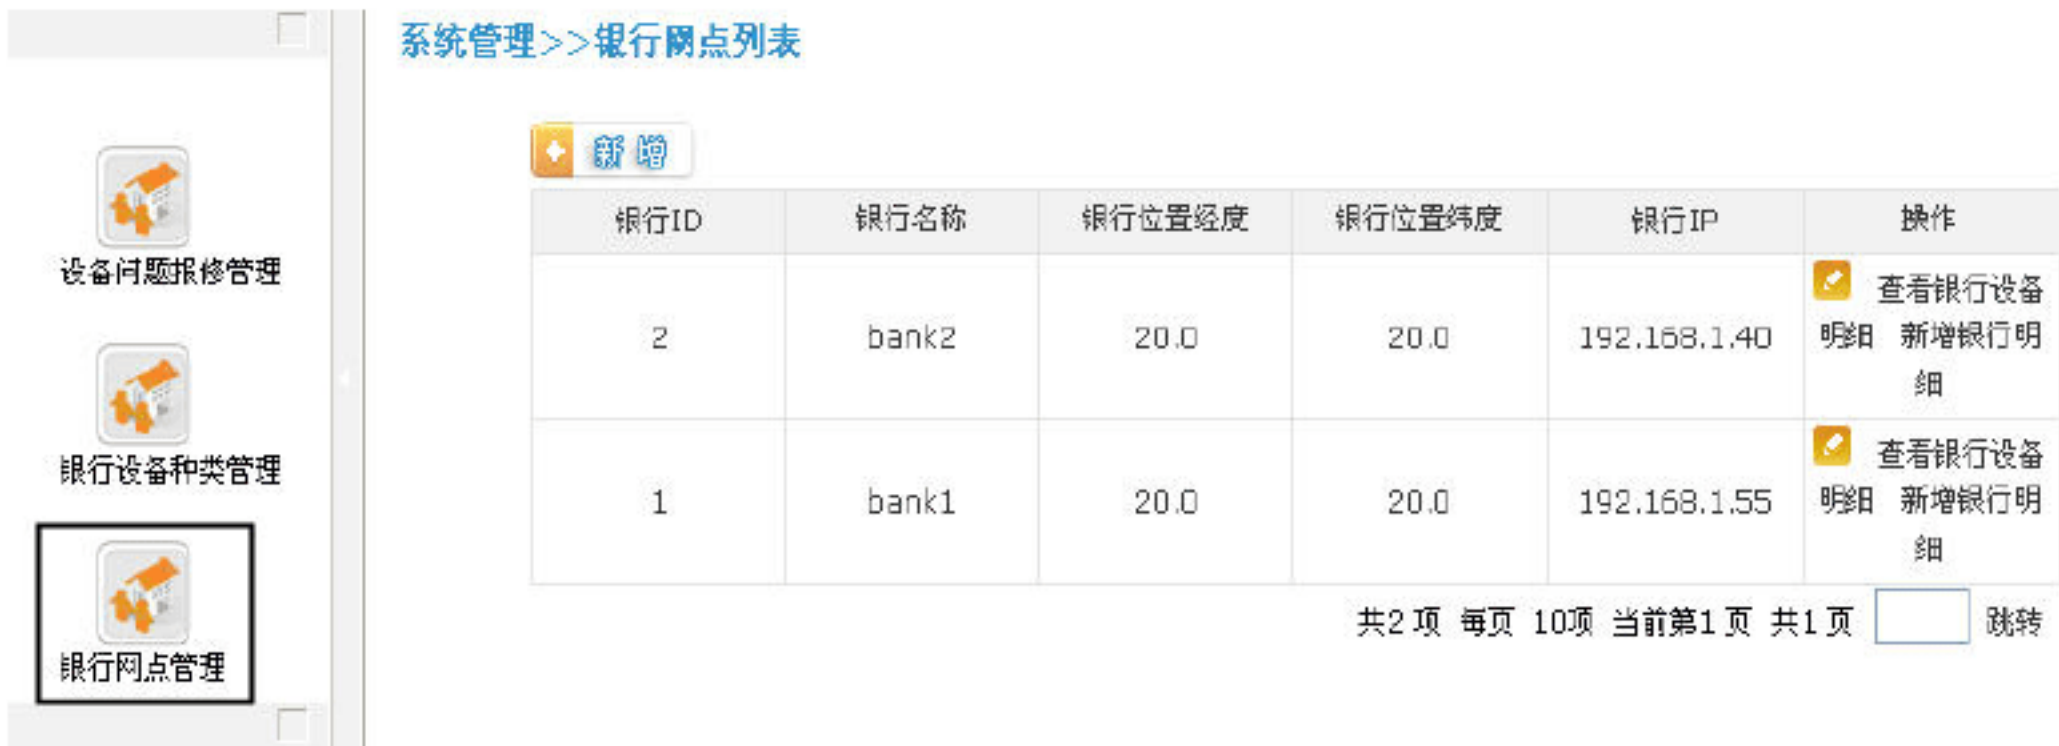 系统管理>>银行网点列表
设备问题报修管理
银行设备种类管理
银行网点管理
新增
银行ID 银行名称 银行位置经度 银行位置纬度 银行IP 操作
2 bank2 20.0 20.0 192.168.1.40 查看银行设备
明细 新增银行明
细
1 bank1 20.0 20.0 192.168.1.55 查看银行设备
明细 新增银行明
细
共2项 每页 10项 当前第1页 共1页 跳转